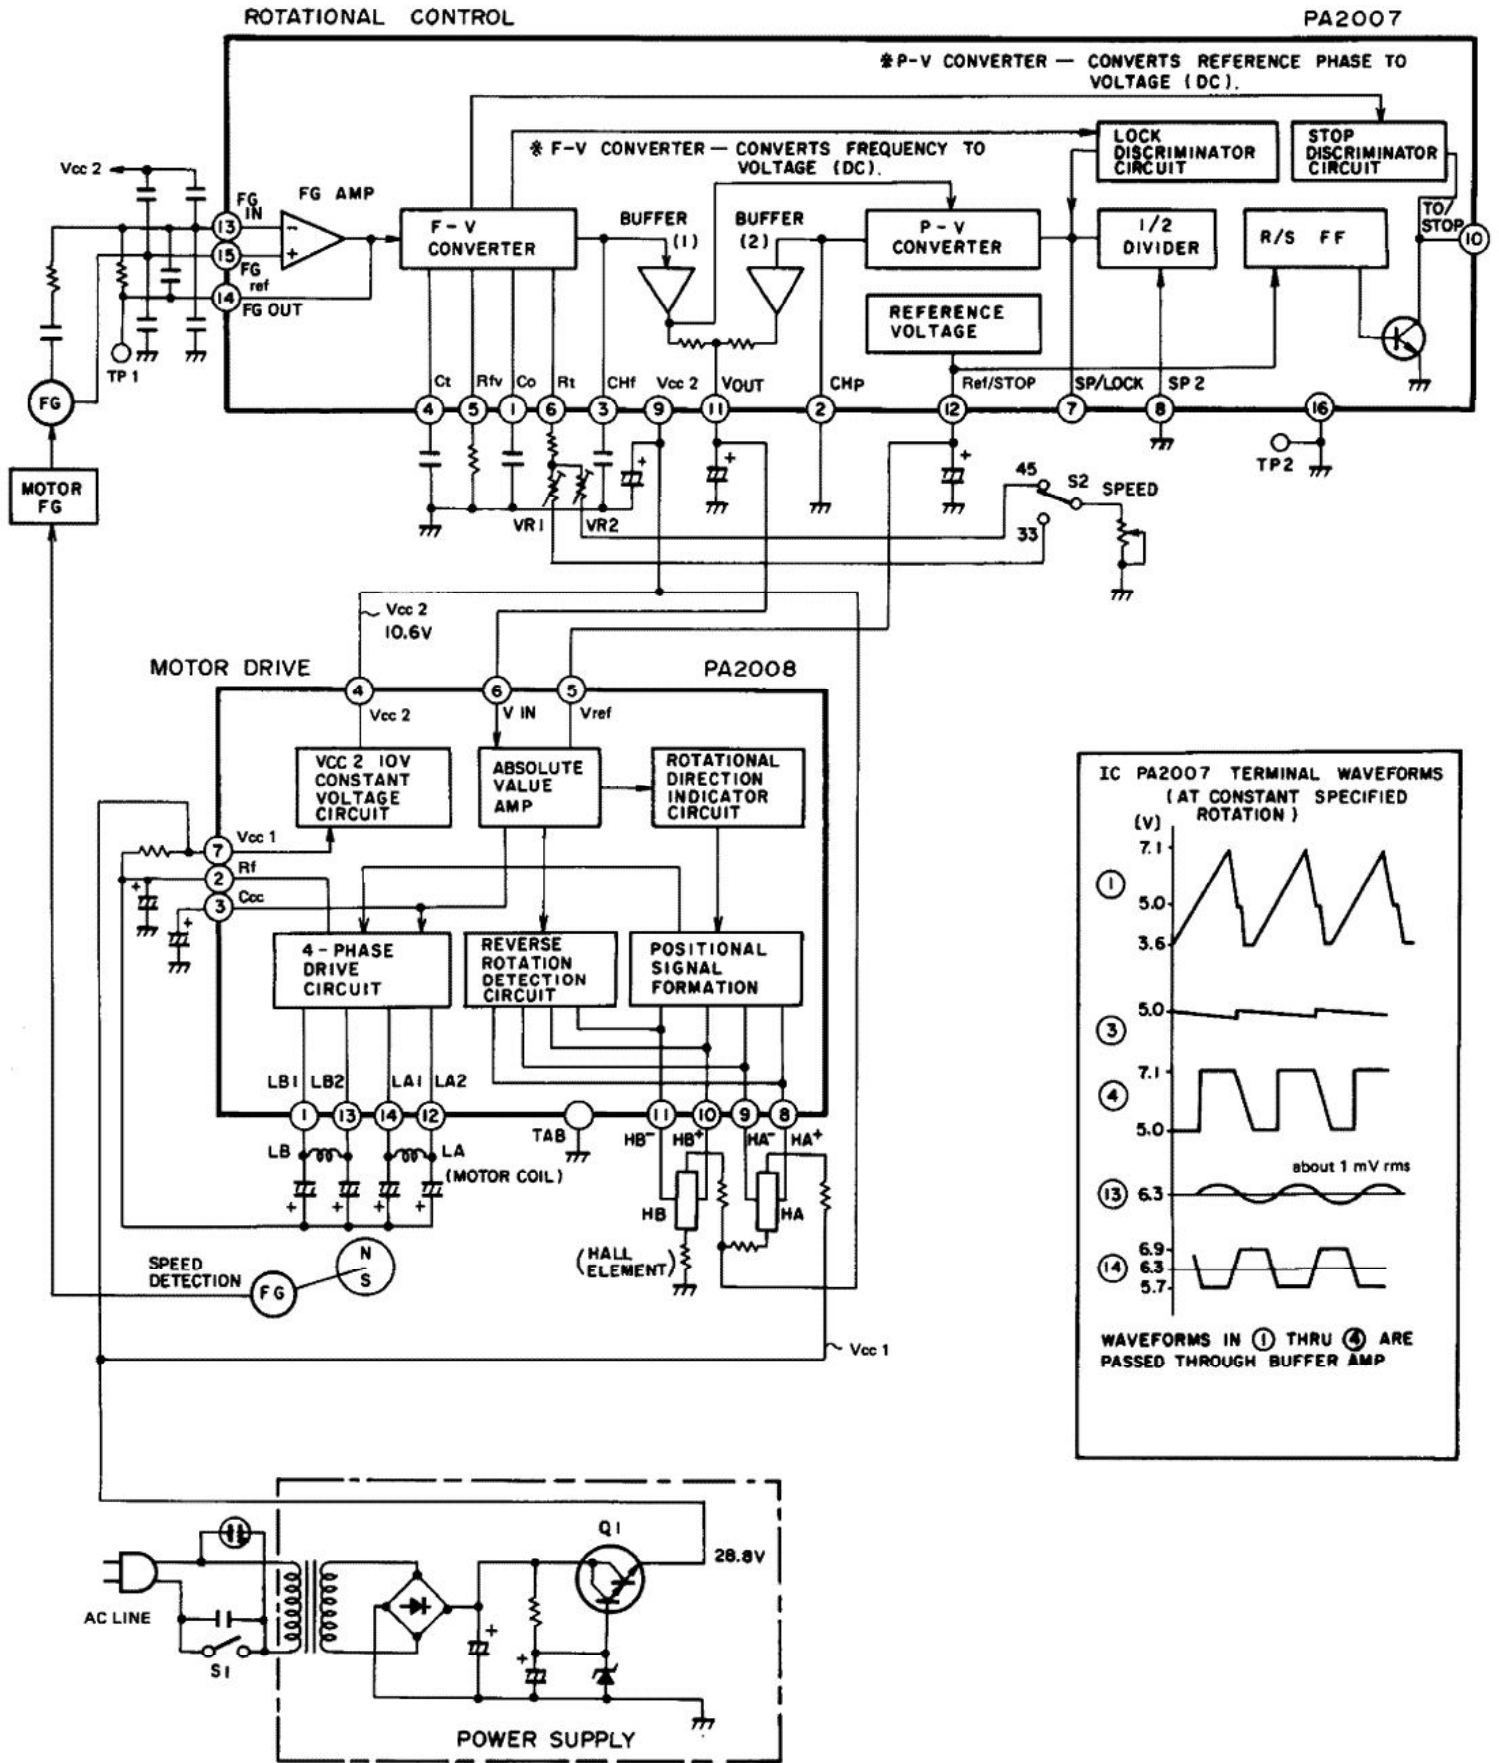 ROTATIONAL CONTROL
PA2007
※P-V CONVERTER — CONVERTS REFERENCE PHASE TO
VOLTAGE (DC).
※F-V CONVERTER — CONVERTS FREQUENCY TO
VOLTAGE (DC).
LOCK
DISCRIMINATOR
CIRCUIT
STOP
DISCRIMINATOR
CIRCUIT
Vcc 2
FG
IN
FG AMP
13
15
14
FG
ref
FG OUT
-
+
TP1
F-V
CONVERTER
BUFFER
(1)
BUFFER
(2)
P-V
CONVERTER
1/2
DIVIDER
R/S FF
TO/
STOP
10
REFERENCE
VOLTAGE
Ct
Rfv
Co
Rt
CHf
Vcc 2
VOUT
CHP
Ref/STOP
SP/LOCK
SP 2
4
5
1
6
3
9
11
2
12
7
8
16
FG
MOTOR
FG
+
+
+
VR1
VR2
TP2
45
S2
SPEED
33
Vcc 2
10.6V
MOTOR DRIVE
PA2008
4
6
5
Vcc 2
V IN
Vref
VCC 2 10V
CONSTANT
VOLTAGE
CIRCUIT
ABSOLUTE
VALUE
AMP
ROTATIONAL
DIRECTION
INDICATOR
CIRCUIT
7
Vcc 1
2
Rf
3
Ccc
+
+
4-PHASE
DRIVE
CIRCUIT
REVERSE
ROTATION
DETECTION
CIRCUIT
POSITIONAL
SIGNAL
FORMATION
LB1
LB2
LA1
LA2
1
13
14
12
TAB
11
10
9
8
HB-
HB+
HA-
HA+
LB
LA
(MOTOR COIL)
+
+
+
+
HB
HA
(HALL
ELEMENT)
SPEED
DETECTION
FG
N
S
Vcc 1
IC PA2007 TERMINAL WAVEFORMS
(AT CONSTANT SPECIFIED
ROTATION)
(V)
7.1
1
5.0
3.6
5.0
3
7.1
4
5.0
about 1 mV rms
13
6.3
6.9
14
6.3
5.7
WAVEFORMS IN ① THRU ④ ARE
PASSED THROUGH BUFFER AMP
AC LINE
S1
Q1
28.8V
+
+
POWER SUPPLY